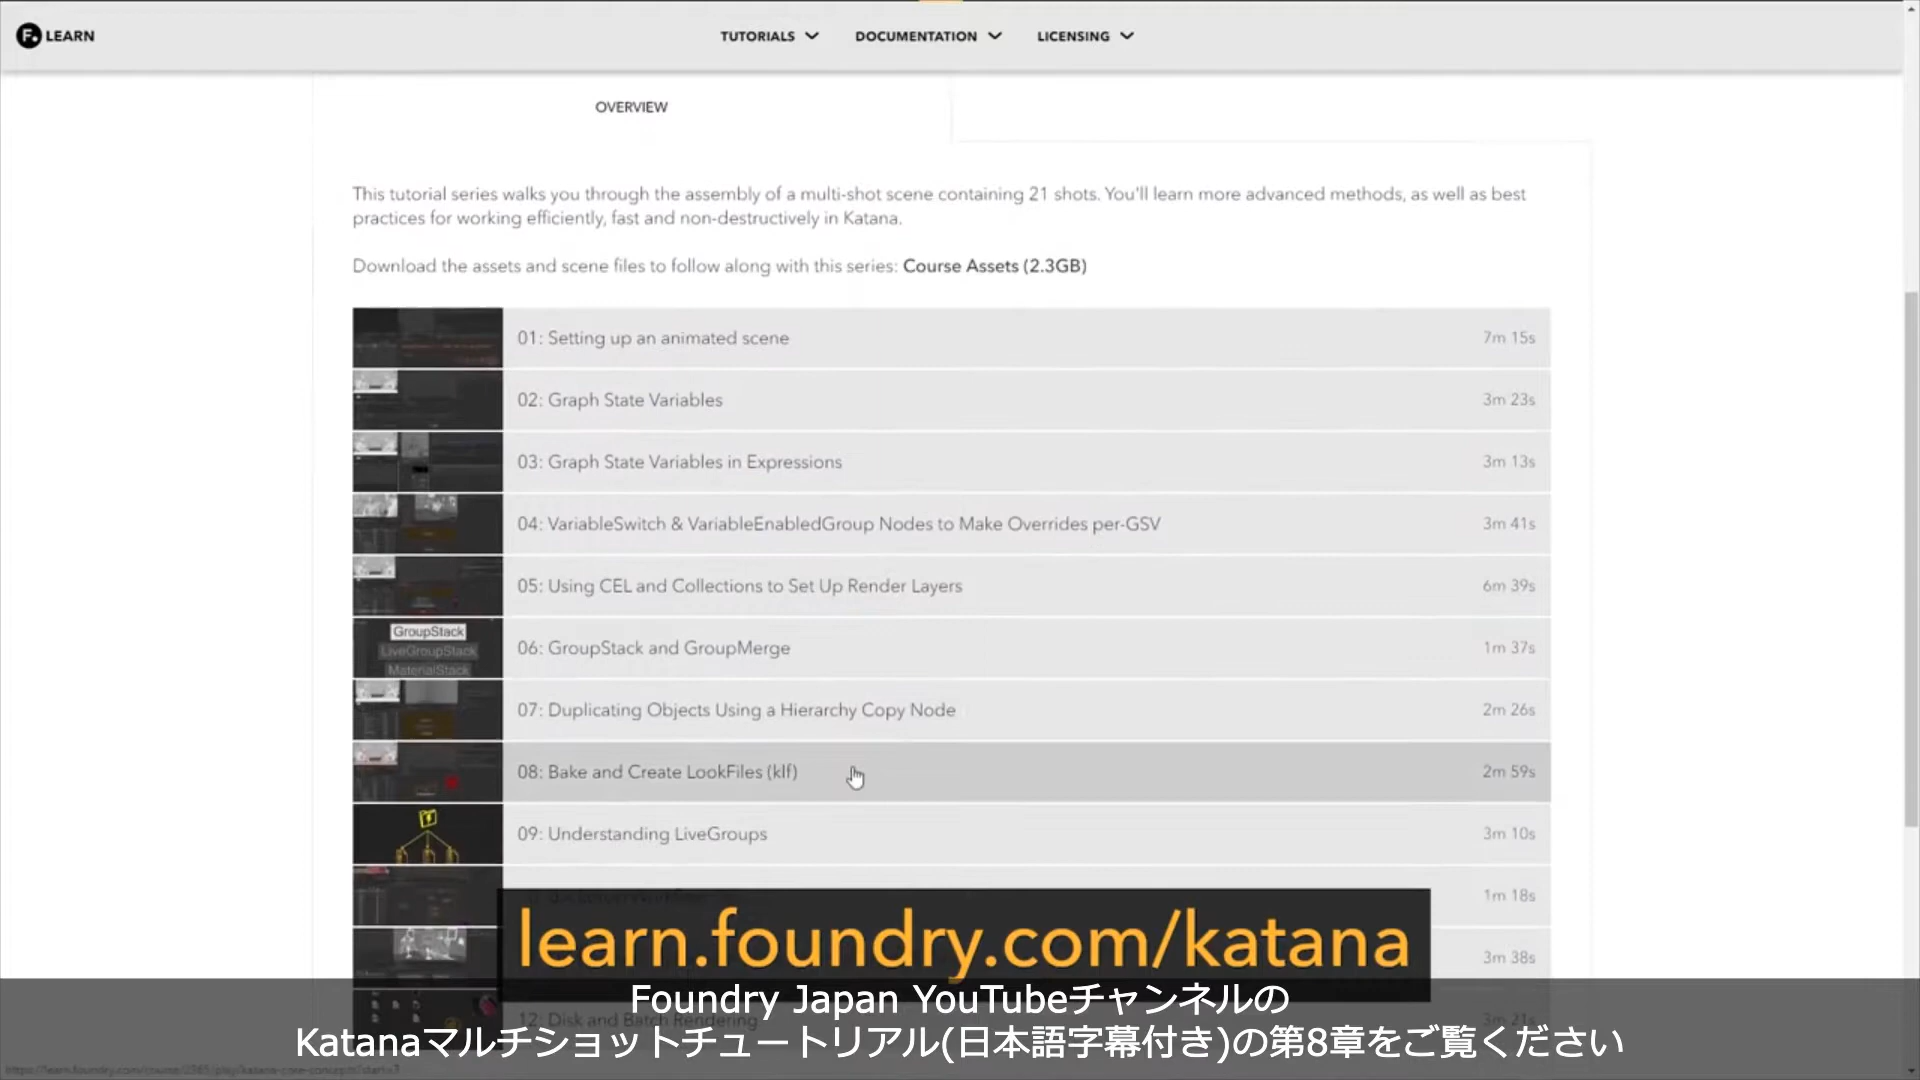 F. LEARN
TUTORIALS
DOCUMENTATION
LICENSING
OVERVIEW
This tutorial series walks you through the assembly of a multi-shot scene containing 21 shots. You'll learn more advanced methods, as well as best
practices for working efficiently, fast and non-destructively in Katana.
Download the assets and scene files to follow along with this series: Course Assets (2.3GB)
01: Setting up an animated scene 7m 15s
02: Graph State Variables 3m 23s
03: Graph State Variables in Expressions 3m 13s
04: VariableSwitch & VariableEnabledGroup Nodes to Make Overrides per-GSV 3m 41s
05: Using CEL and Collections to Set Up Render Layers 6m 39s
GroupStack
LiveGroupStack
MaterialStack
06: GroupStack and GroupMerge 1m 37s
07: Duplicating Objects Using a Hierarchy Copy Node 2m 26s
08: Bake and Create LookFiles (klf) 2m 59s
09: Understanding LiveGroups 3m 10s
1m 18s
learn.foundry.com/katana
3m 38s
Foundry Japan YouTubeチャンネルの
12: Disk and Batch Rendering 3m 21s
Katanaマルチショットチュートリアル(日本語字幕付き)の第8章をご覧ください